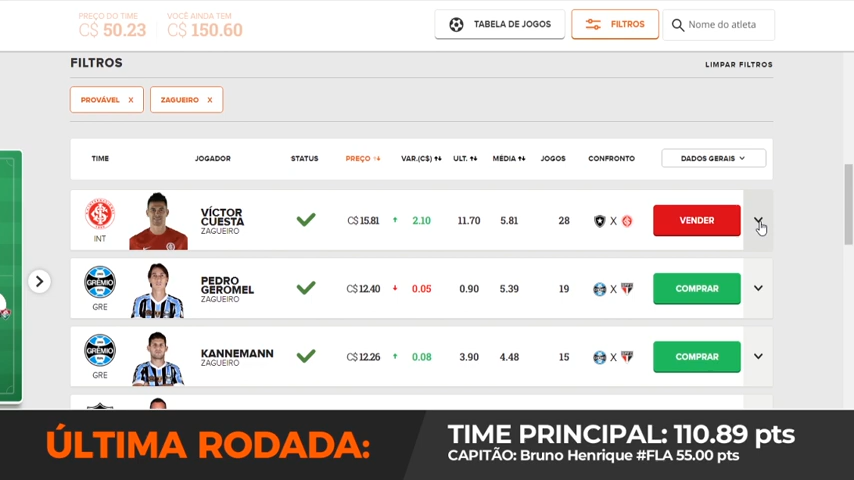 PREÇO DO TIME
C$ 50.23
VOCÊ AINDA TEM
C$ 150.60
TABELA DE JOGOS
FILTROS
Nome do atleta
FILTROS
LIMPAR FILTROS
PROVÁVEL X
ZAGUEIRO X
TIME JOGADOR STATUS PREÇO VAR.(C$) ULT. MÉDIA JOGOS CONFRONTO DADOS GERAIS
INT
VÍCTOR
CUESTA
ZAGUEIRO
C$ 15.81 2.10 11.70 5.81 28 X VENDER
GRE
PEDRO
GEROMEL
ZAGUEIRO
C$ 12.40 0.05 0.90 5.39 19 X COMPRAR
GRE
KANNEMANN
ZAGUEIRO
C$ 12.26 0.08 3.90 4.48 15 X COMPRAR
ÚLTIMA RODADA:
TIME PRINCIPAL: 110.89 pts
CAPITÃO: Bruno Henrique #FLA 55.00 pts